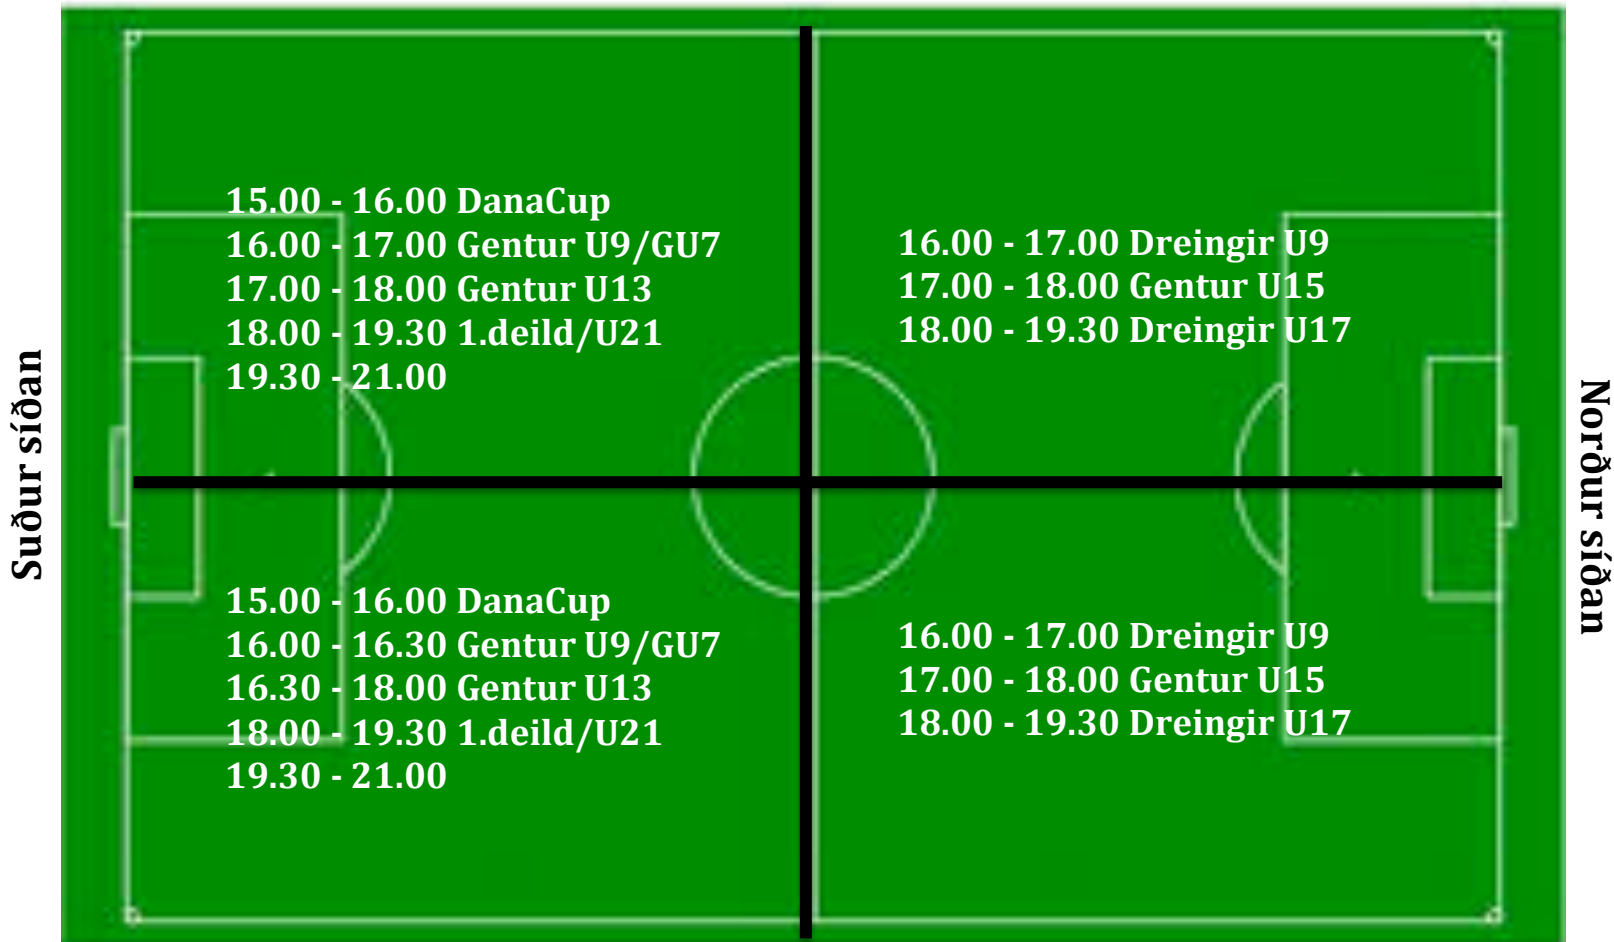 Suður síðan
15.00 - 16.00 DanaCup
16.00 - 17.00 Gentur U9/GU7
17.00 - 18.00 Gentur U13
18.00 - 19.30 1.deild/U21
19.30 - 21.00
16.00 - 17.00 Dreingir U9
17.00 - 18.00 Gentur U15
18.00 - 19.30 Dreingir U17
15.00 - 16.00 DanaCup
16.00 - 16.30 Gentur U9/GU7
16.30 - 18.00 Gentur U13
18.00 - 19.30 1.deild/U21
19.30 - 21.00
16.00 - 17.00 Dreingir U9
17.00 - 18.00 Gentur U15
18.00 - 19.30 Dreingir U17
Norður síðan